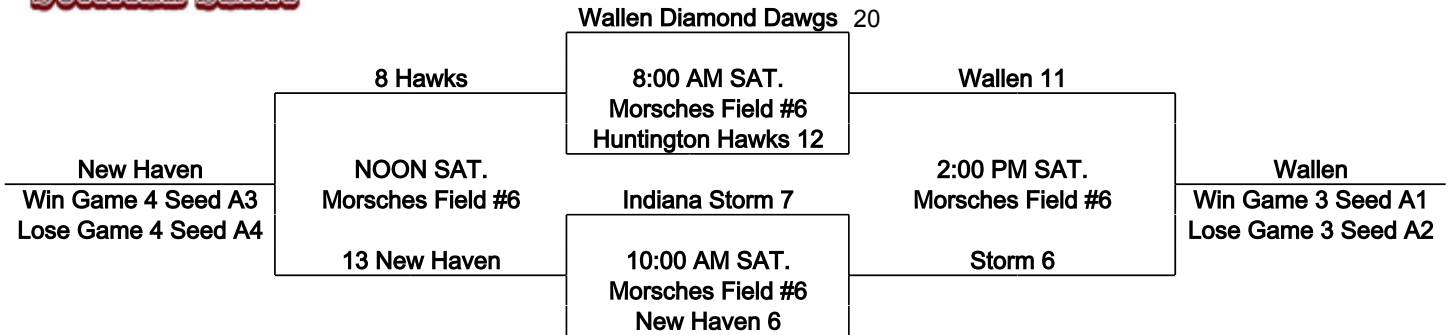 Wallen Diamond Dawgs 20
8 Hawks
8:00 AM SAT.
Morsches Field #6
Huntington Hawks 12
Wallen 11
New Haven
Win Game 4 Seed A3
Lose Game 4 Seed A4
NOON SAT.
Morsches Field #6
Indiana Storm 7
2:00 PM SAT.
Morsches Field #6
Wallen
Win Game 3 Seed A1
Lose Game 3 Seed A2
13 New Haven
10:00 AM SAT.
Morsches Field #6
New Haven 6
Storm 6